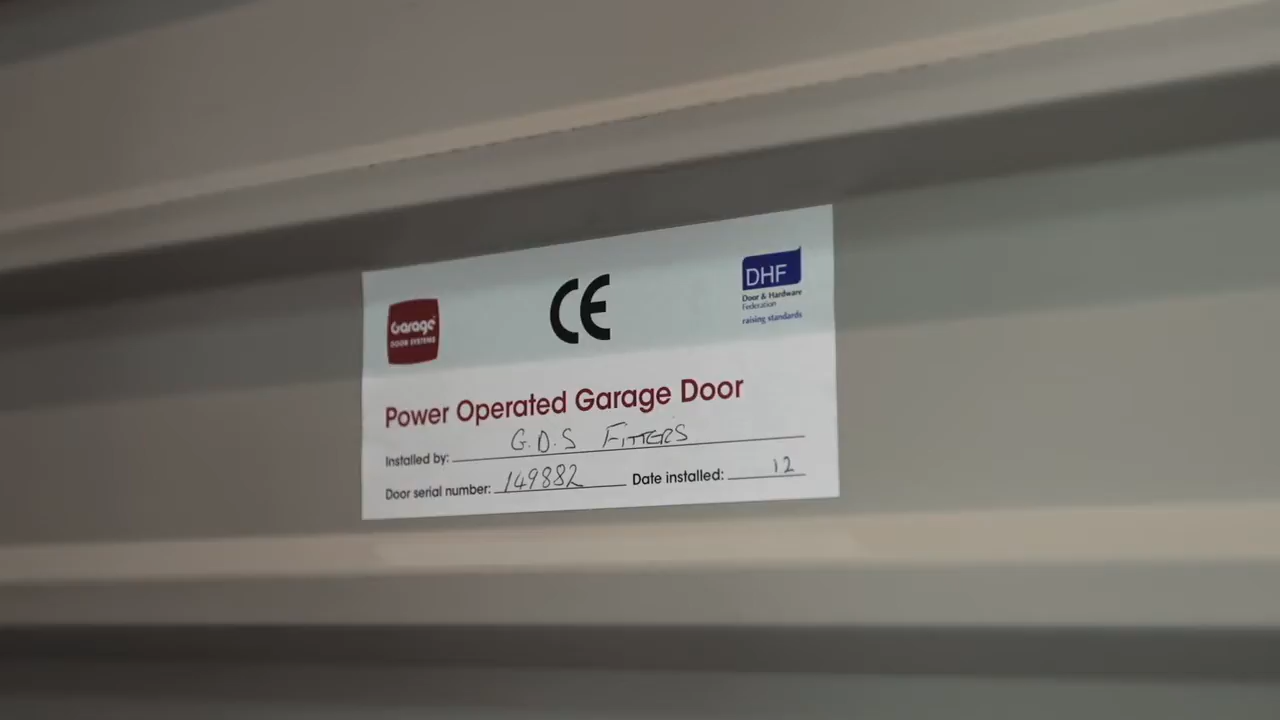 Garage
DOOR SYSTEMS
CE
DHF
Door & Hardware
Federation
raising standards
Power Operated Garage Door
Installed by: G.D.S FITTERS
Door serial number: 149882 Date installed: 12